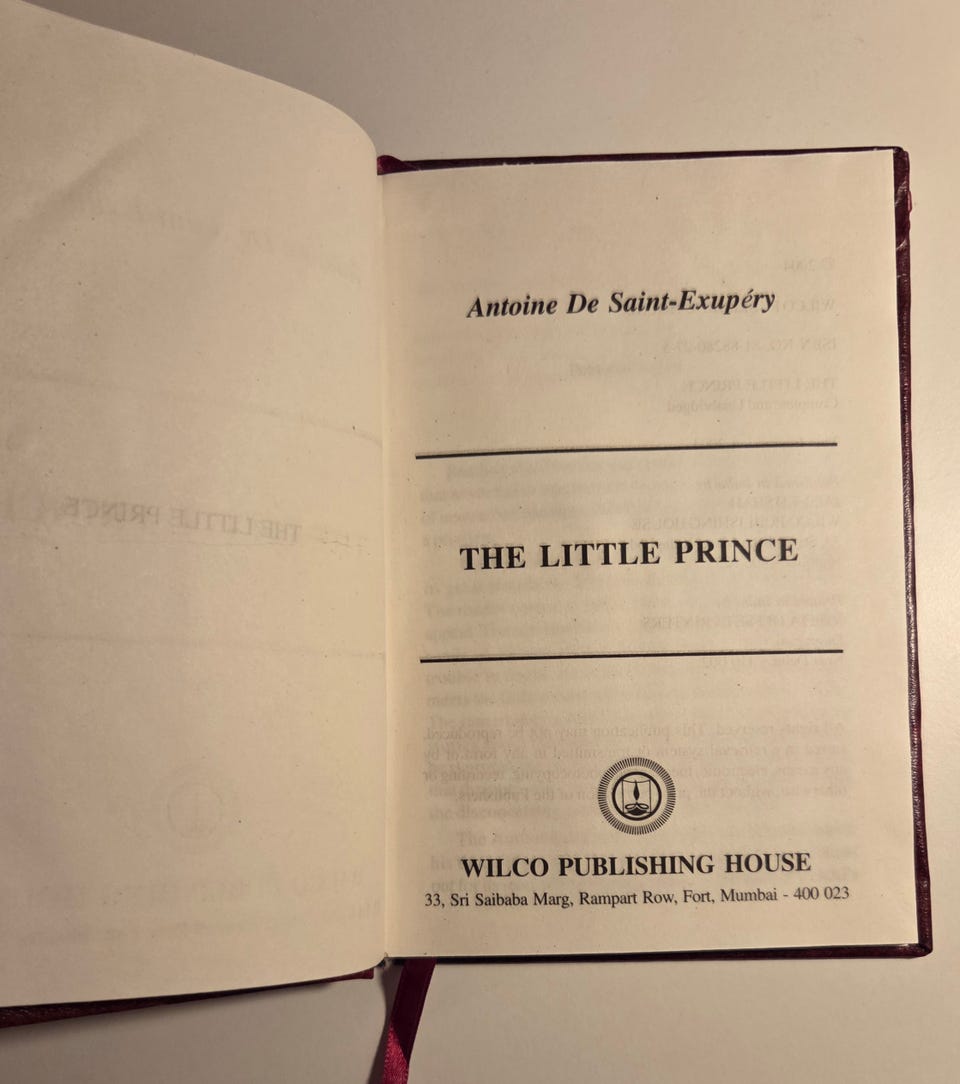 Antoine De Saint-Exupéry
THE LITTLE PRINCE
WILCO PUBLISHING HOUSE
33, Sri Saibaba Marg, Rampart Row, Fort, Mumbai - 400 023